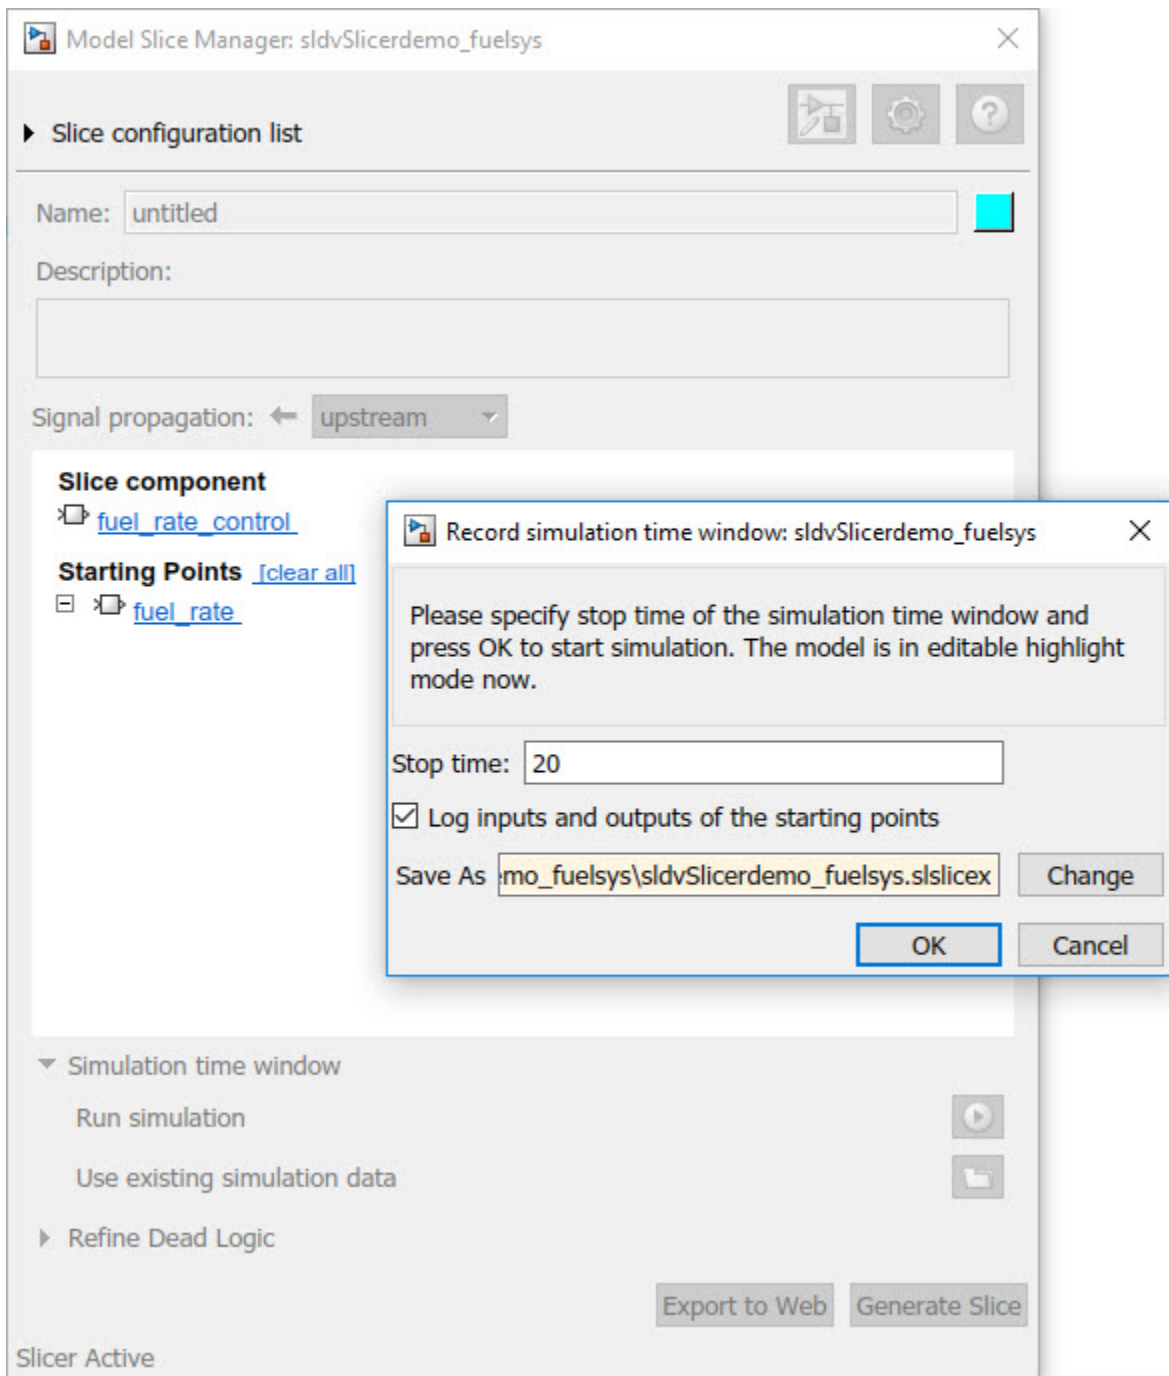 Model Slice Manager: sldvSlicerdemo_fuelsys
Slice configuration list
Name: untitled
Description:
Signal propagation: upstream
Slice component
fuel_rate_control
Starting Points [clear all]
fuel_rate
Record simulation time window: sldvSlicerdemo_fuelsys
Please specify stop time of the simulation time window and
press OK to start simulation. The model is in editable highlight
mode now.
Stop time: 20
Log inputs and outputs of the starting points
Save As mo_fuelsys\sldvSlicerdemo_fuelsys.slslicex Change
OK Cancel
Simulation time window
Run simulation
Use existing simulation data
Refine Dead Logic
Export to Web Generate Slice
Slicer Active